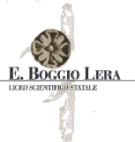 E. BOGGIO LERA
LICEO SCIENTIFICO STATALE